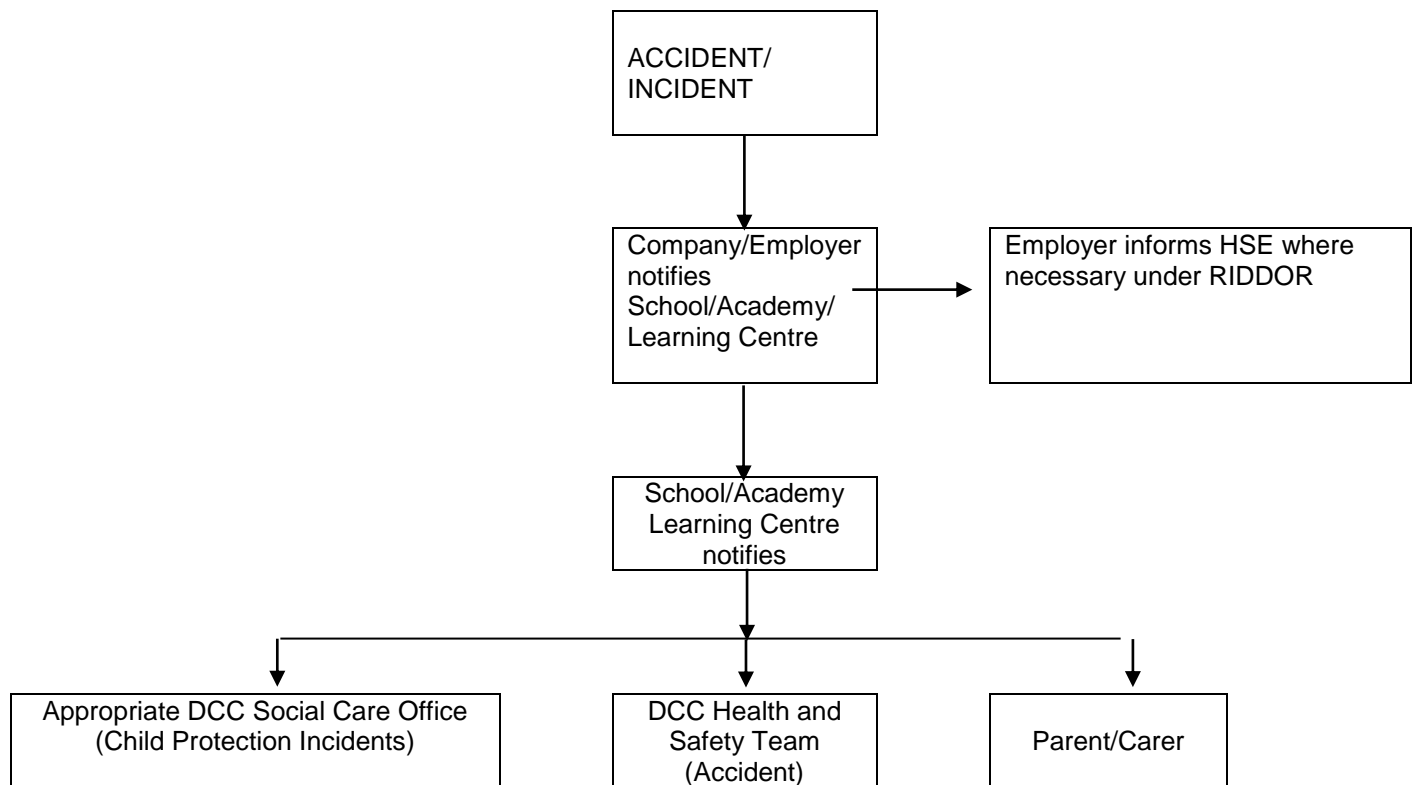 ACCIDENT/
INCIDENT
Company/Employer
notifies
School/Academy/
Learning Centre
Employer informs HSE where
necessary under RIDDOR
School/Academy
Learning Centre
notifies
Appropriate DCC Social Care Office
(Child Protection Incidents)
DCC Health and
Safety Team
(Accident)
Parent/Carer